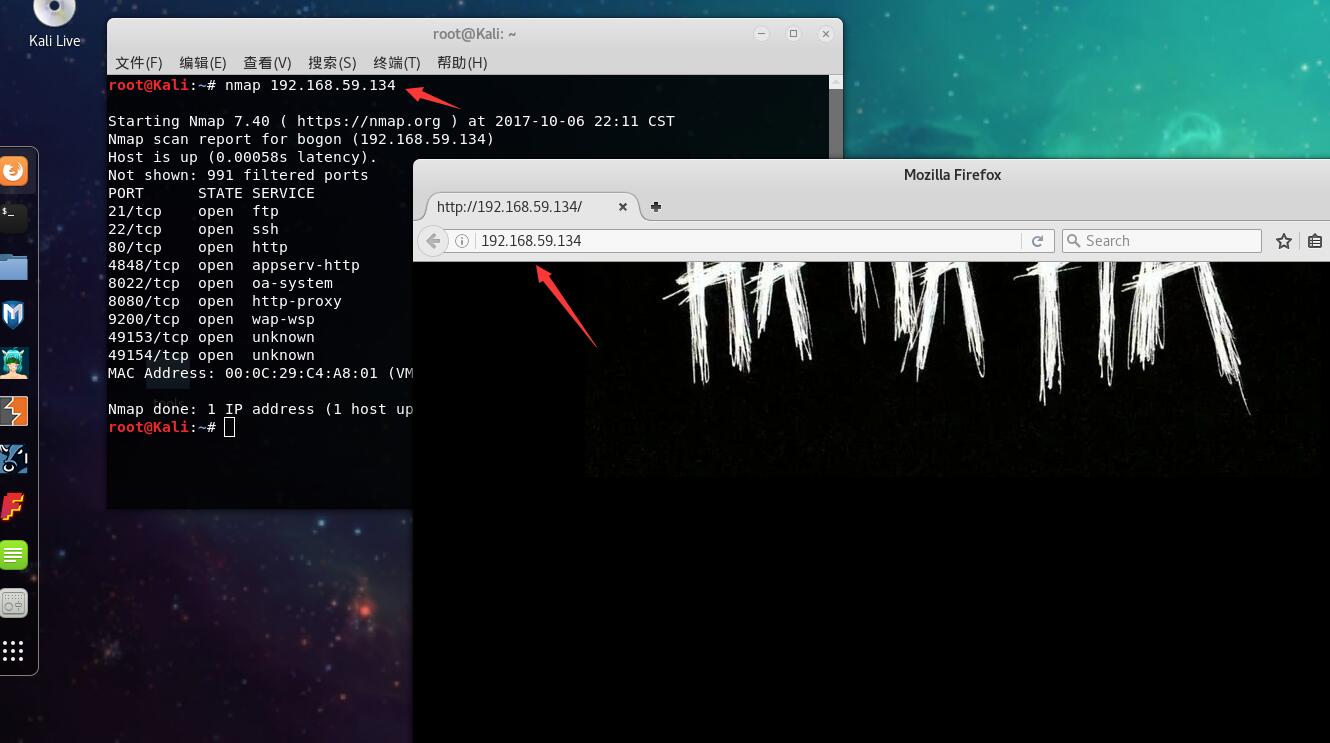 Kali Live
root@Kali: ~
文件(F) 编辑(E) 查看(V) 搜索(S) 终端(T) 帮助(H)
root@Kali:~# nmap 192.168.59.134
Starting Nmap 7.40 ( https://nmap.org ) at 2017-10-06 22:11 CST
Nmap scan report for bogon (192.168.59.134)
Host is up (0.00058s latency).
Not shown: 991 filtered ports
PORT STATE SERVICE
21/tcp open ftp
22/tcp open ssh
80/tcp open http
4848/tcp open appserv-http
8022/tcp open oa-system
8080/tcp open http-proxy
9200/tcp open wap-wsp
49153/tcp open unknown
49154/tcp open unknown
MAC Address: 00:0C:29:C4:A8:01 (VM
tools
Nmap done: 1 IP address (1 host up
root@Kali:~#
Mozilla Firefox
http://192.168.59.134/
192.168.59.134
Search